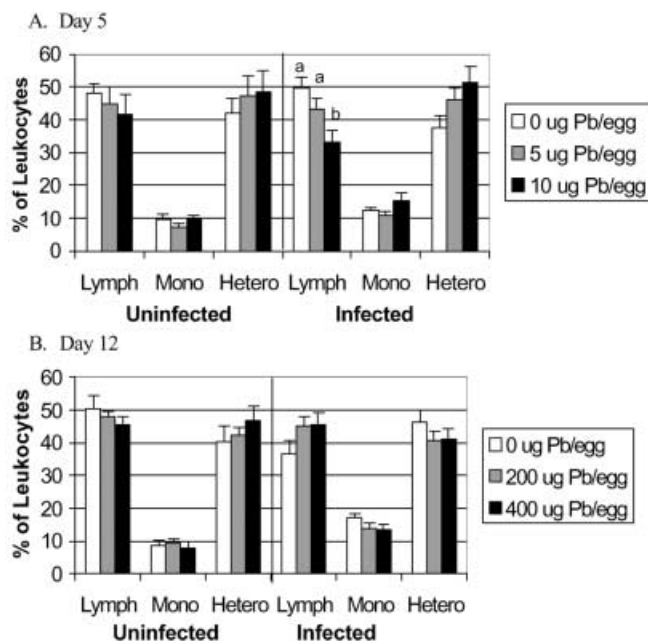 A. Day 5
60
50
40
30
20
10
0
% of Leukocytes
a
a
b
Lymph Mono Hetero Lymph Mono Hetero
Uninfected Infected
0 ug Pb/egg
5 ug Pb/egg
10 ug Pb/egg
B. Day 12
60
50
40
30
20
10
0
% of Leukocytes
Lymph Mono Hetero Lymph Mono Hetero
Uninfected Infected
0 ug Pb/egg
200 ug Pb/egg
400 ug Pb/egg